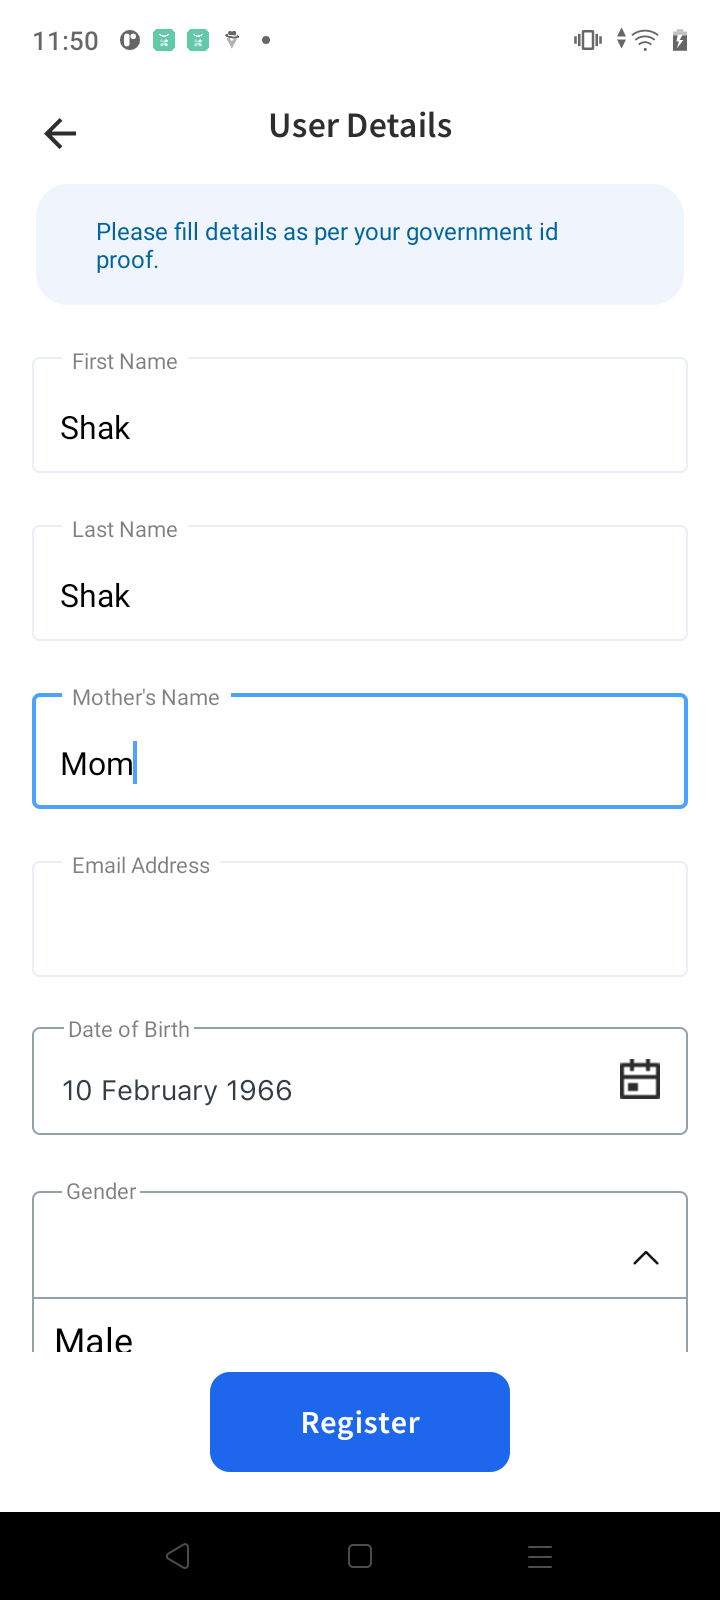 11:50
User Details
Please fill details as per your government id
proof.
First Name
Shak
Last Name
Shak
Mother's Name
Mom
Email Address
Date of Birth
10 February 1966
Gender
Male
Register